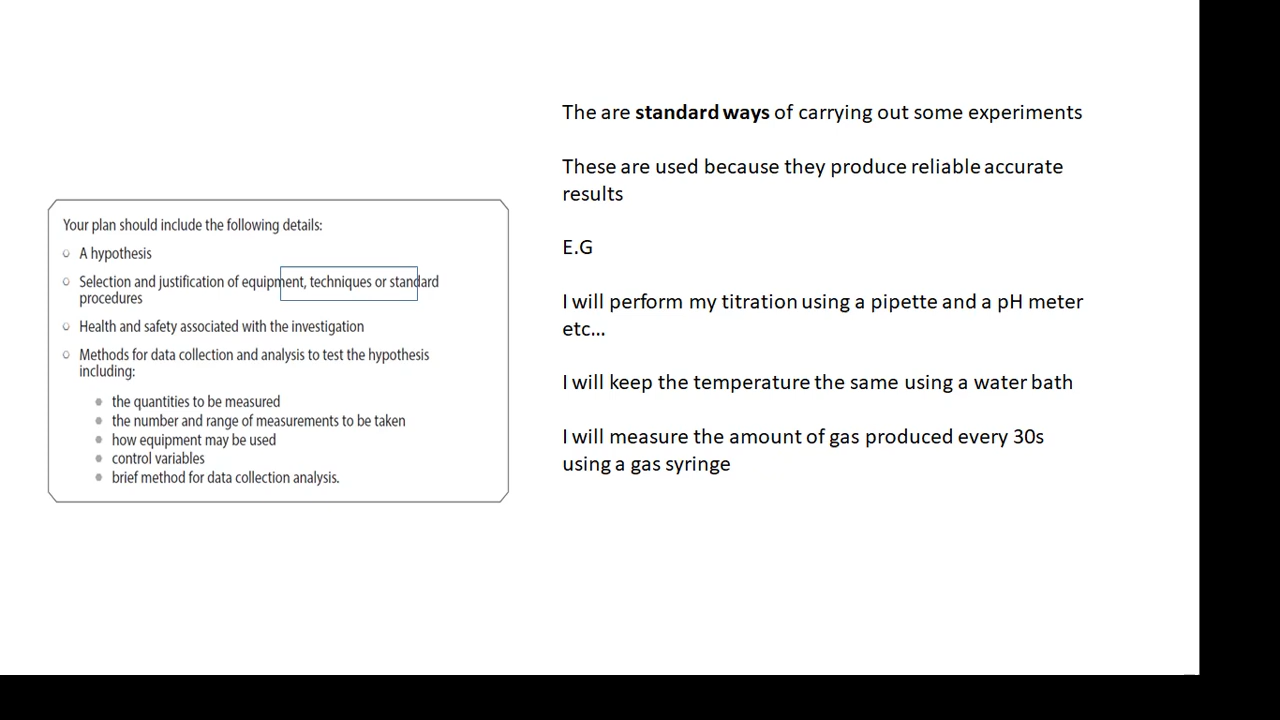 Your plan should include the following details:
A hypothesis
Selection and justification of equipment, techniques or standard
procedures
Health and safety associated with the investigation
Methods for data collection and analysis to test the hypothesis
including:
the quantities to be measured
the number and range of measurements to be taken
how equipment may be used
control variables
brief method for data collection analysis.
The are standard ways of carrying out some experiments
These are used because they produce reliable accurate
results
E.G
I will perform my titration using a pipette and a pH meter
etc...
I will keep the temperature the same using a water bath
I will measure the amount of gas produced every 30s
using a gas syringe